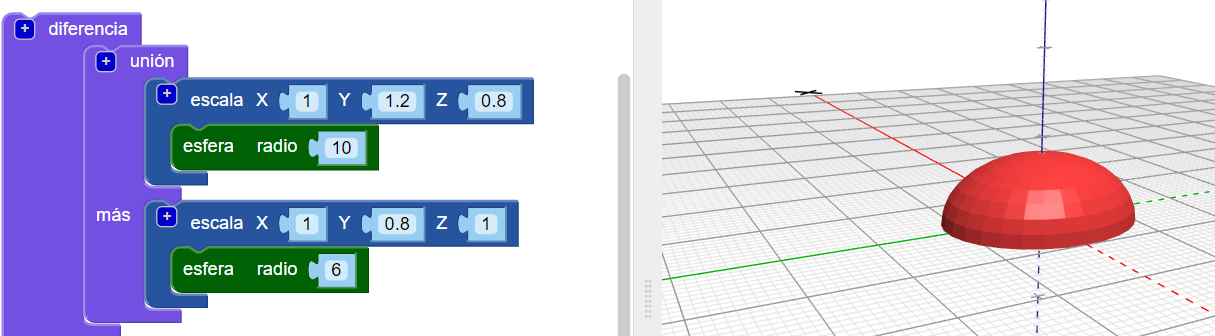 + diferencia
+ unión
+ escala X 1 Y 1.2 Z 0.8
esfera radio 10
más
+ escala X 1 Y 0.8 Z 1
esfera radio 6